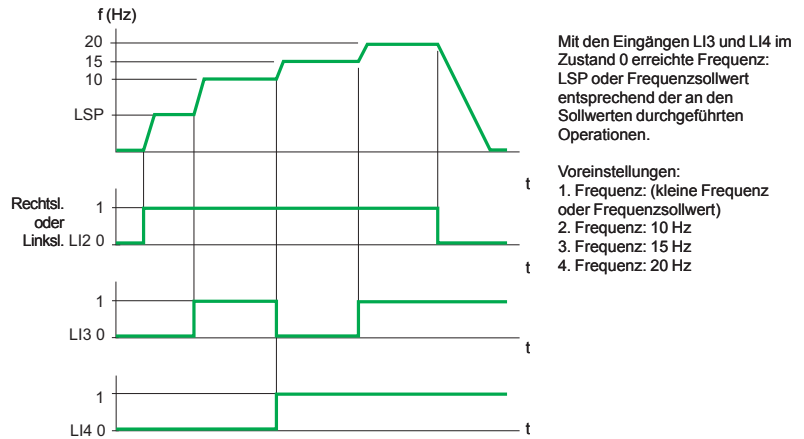 f (Hz)
20
15
10
LSP
t
Rechtsl.
oder
Linksl. LI2 0
1
t
1
LI3 0
t
1
LI4 0
t
Mit den Eingängen LI3 und LI4 im
Zustand 0 erreichte Frequenz:
LSP oder Frequenzsollwert
entsprechend der an den
Sollwerten durchgeführten
Operationen.
Voreinstellungen:
1. Frequenz: (kleine Frequenz
oder Frequenzsollwert)
2. Frequenz: 10 Hz
3. Frequenz: 15 Hz
4. Frequenz: 20 Hz